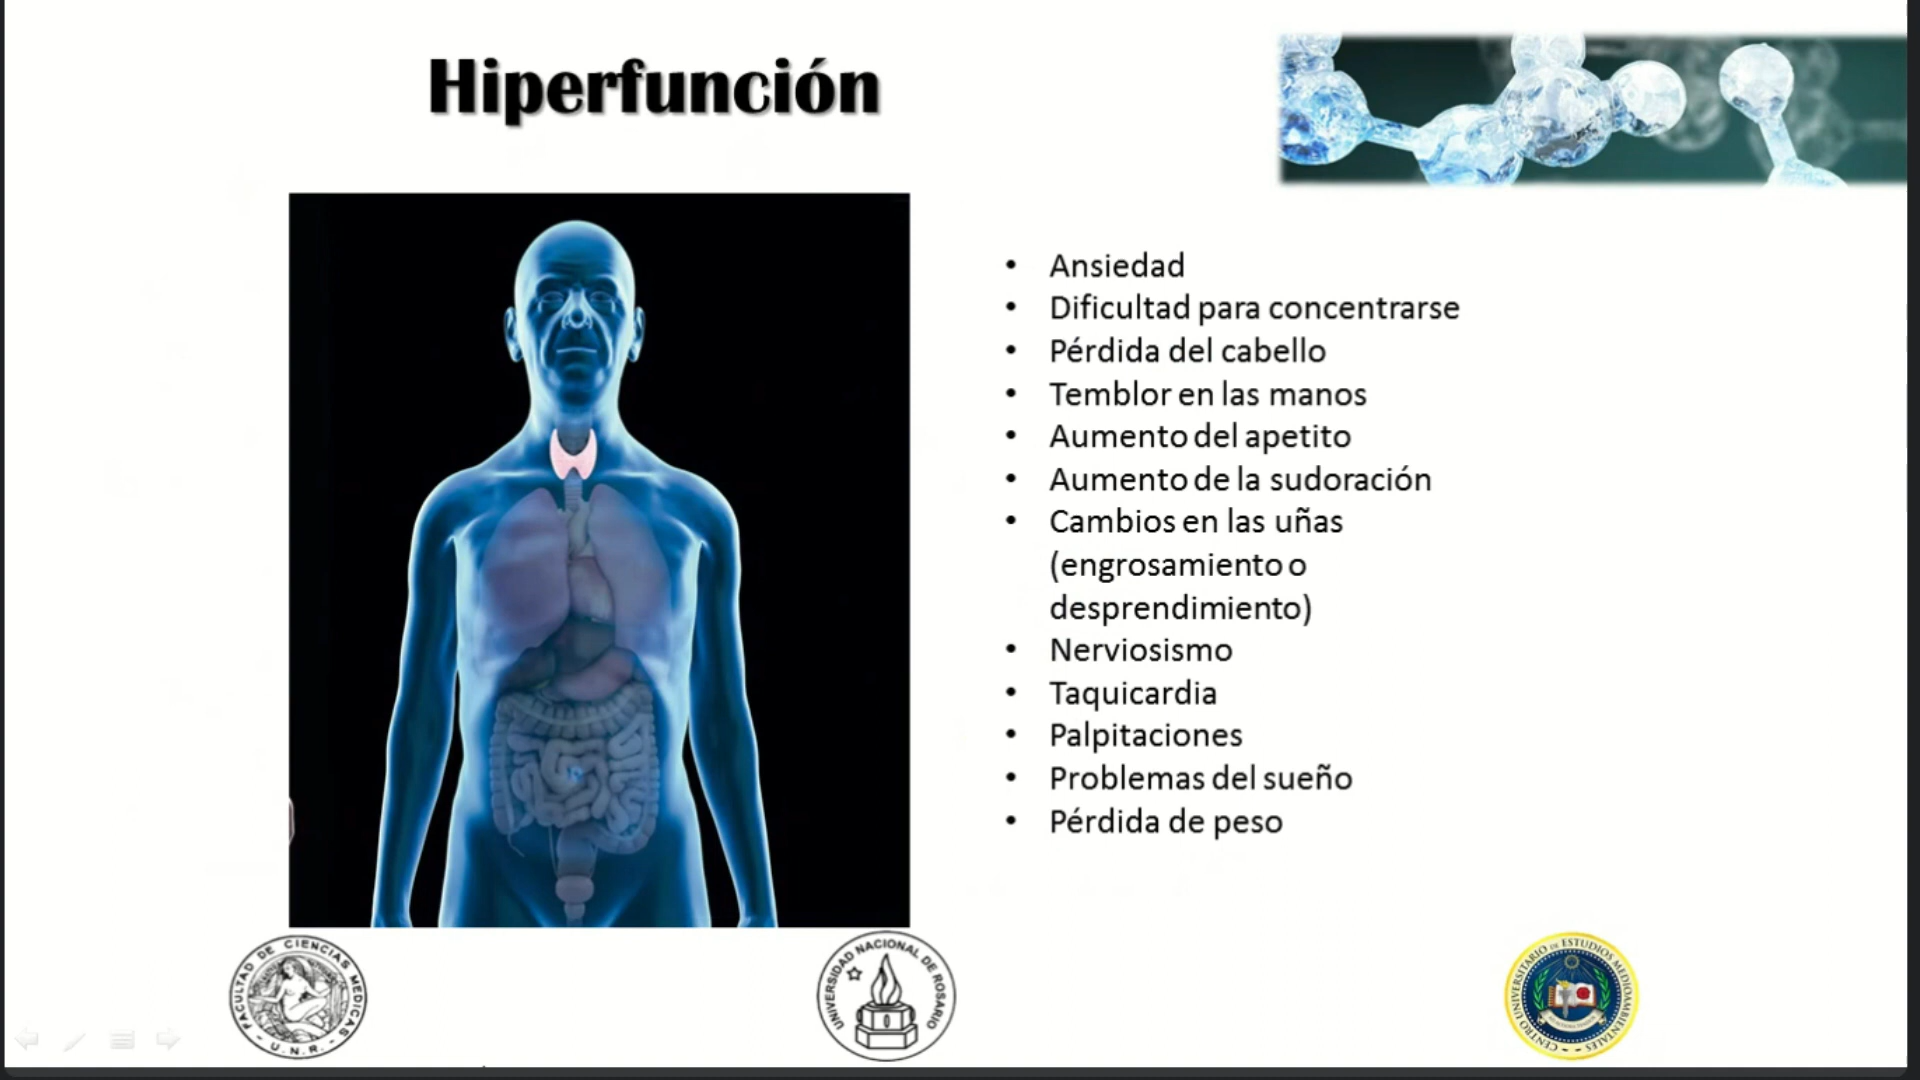 Hiperfunción
• Ansiedad
• Dificultad para concentrarse
• Pérdida del cabello
• Temblor en las manos
• Aumento del apetito
• Aumento de la sudoración
• Cambios en las uñas
(engrosamiento o
desprendimiento)
• Nerviosismo
• Taquicardia
• Palpitaciones
• Problemas del sueño
• Pérdida de peso
FACULTAD DE CIENCIAS MEDICAS
- U.N.R. -
UNIVERSIDAD NACIONAL DE ROSARIO
CENTRO UNIVERSITARIO DE ESTUDIOS MEDIOAMBIENTALES